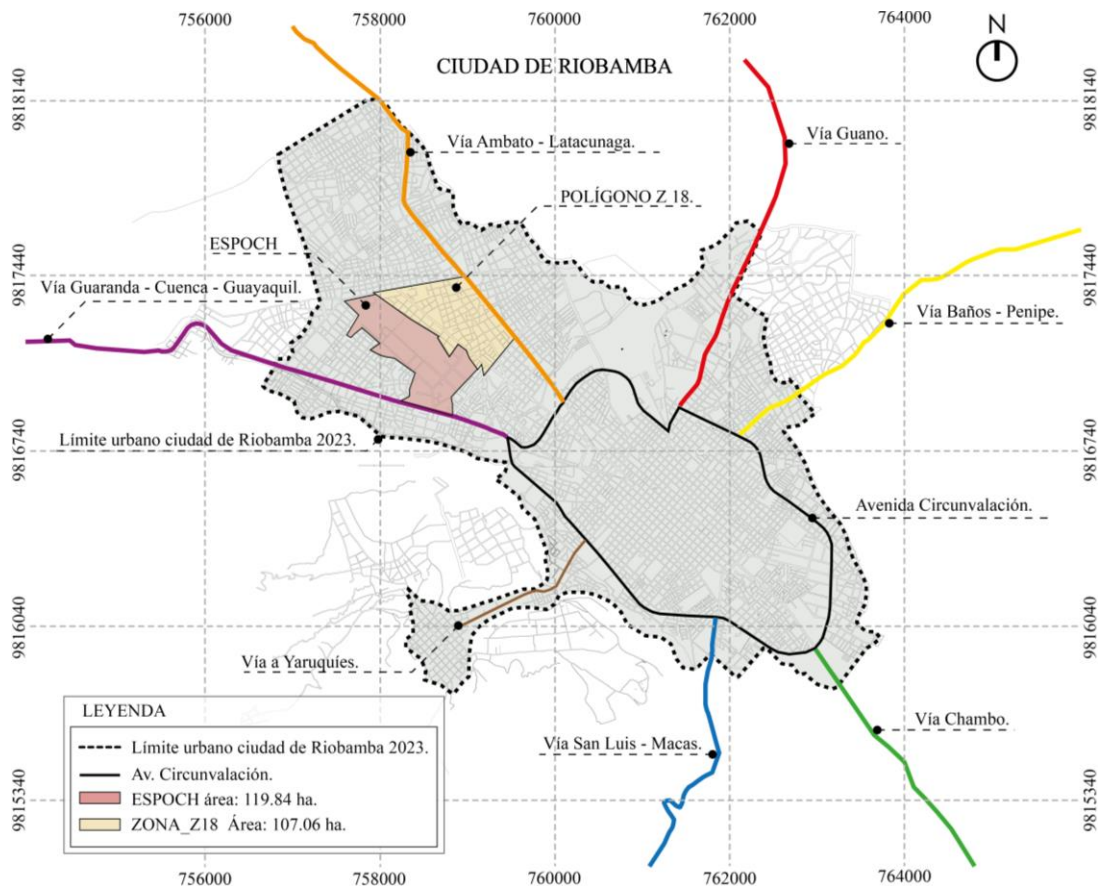 756000
758000
760000
762000
764000
N
CIUDAD DE RIOBAMBA
9818140
9818140
Vía Ambato - Latacunaga.
Vía Guano.
POLÍGONO Z 18.
ESPOCH
9817440
9817440
Vía Guaranda - Cuenca - Guayaquil.
Vía Baños - Penipe.
Límite urbano ciudad de Riobamba 2023.
9816740
9816740
Avenida Circunvalación.
9816040
9816040
Vía a Yaruquíes.
LEYENDA
Límite urbano ciudad de Riobamba 2023.
Av. Circunvalación.
ESPOCH área: 119.84 ha.
ZONA_Z18 Área: 107.06 ha.
Vía San Luis - Macas.
Vía Chambo.
9815340
9815340
756000
758000
760000
762000
764000